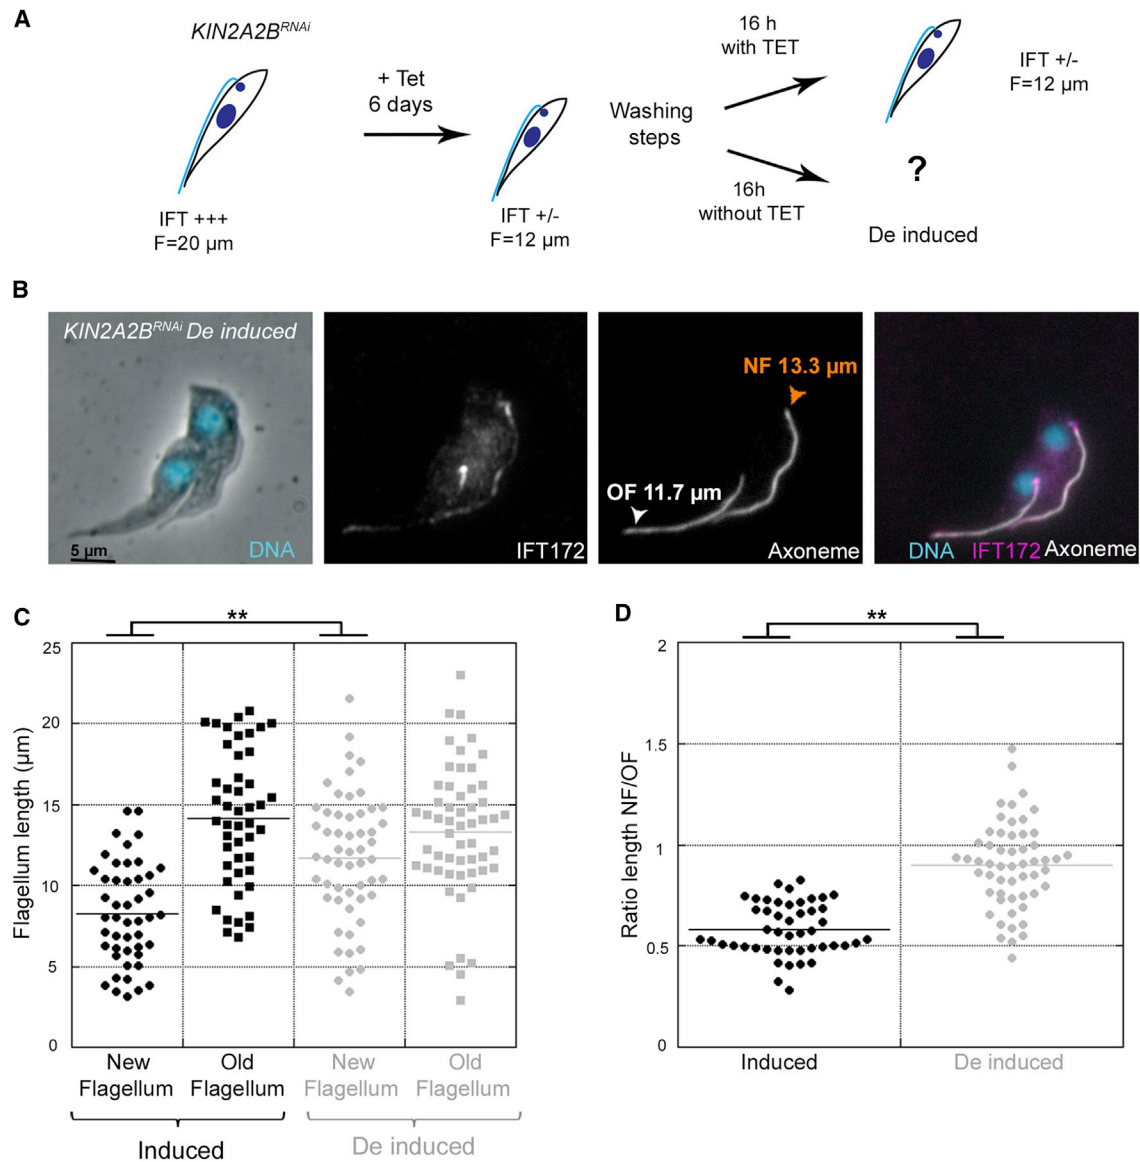 A
KIN2A2B^RNAi
IFT +++
F=20 µm
+ Tet
6 days
IFT +/-
F=12 µm
Washing
steps
16 h
with TET
16h
without TET
IFT +/-
F=12 µm
?
De induced
B
KIN2A2B^RNAi De induced
5 µm
DNA
IFT172
NF 13.3 µm
OF 11.7 µm
Axoneme
DNA IFT172 Axoneme
C
**
Flagellum length (µm)
25
20
15
10
5
0
New
Flagellum
Old
Flagellum
New
Flagellum
Old
Flagellum
Induced
De induced
D
**
Ratio length NF/OF
2
1.5
1
0.5
0
Induced
De induced